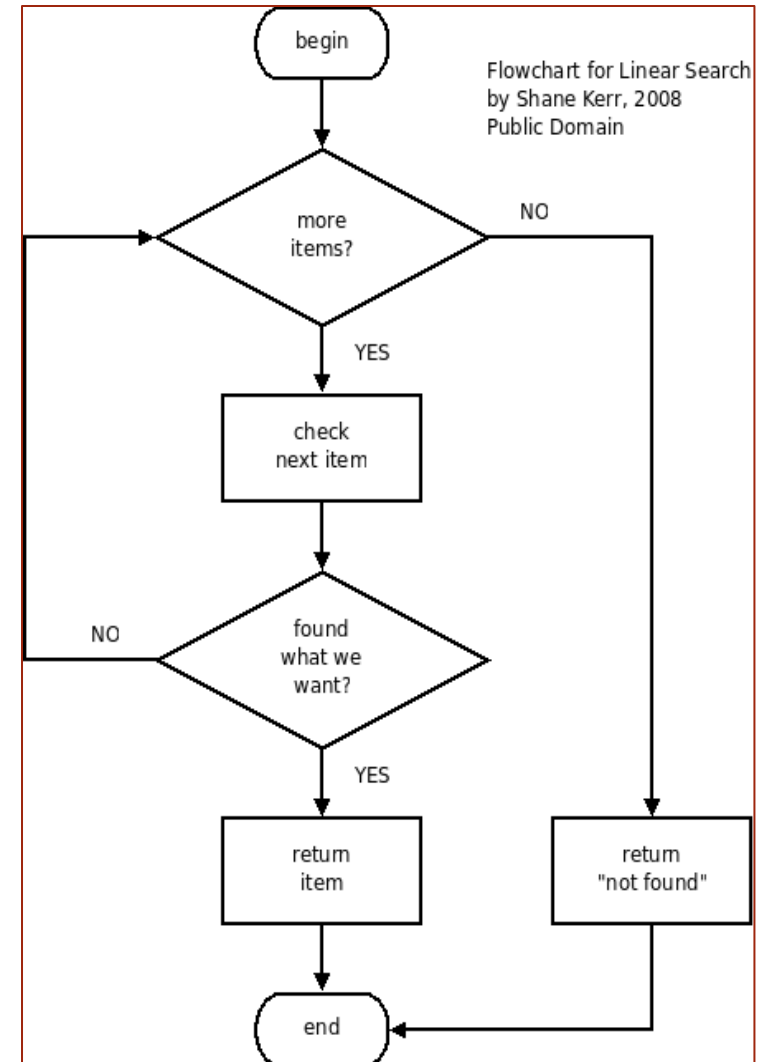 begin
Flowchart for Linear Search
by Shane Kerr, 2008
Public Domain
more
items?
NO
YES
check
next item
found
what we
want?
NO
YES
return
item
return
"not found"
end